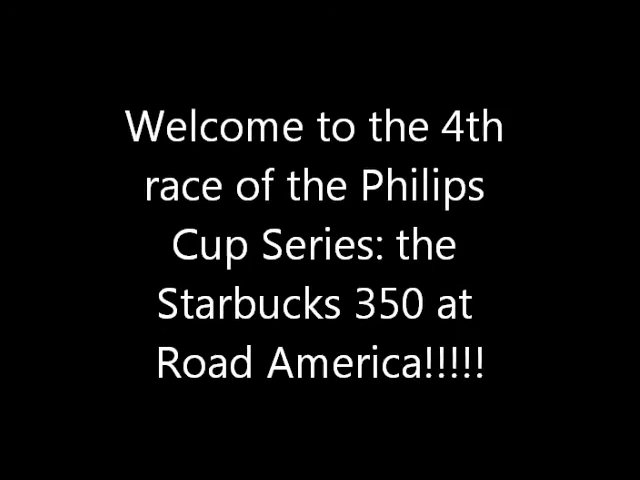 Welcome to the 4th
race of the Philips
Cup Series: the
Starbucks 350 at
Road America!!!!!